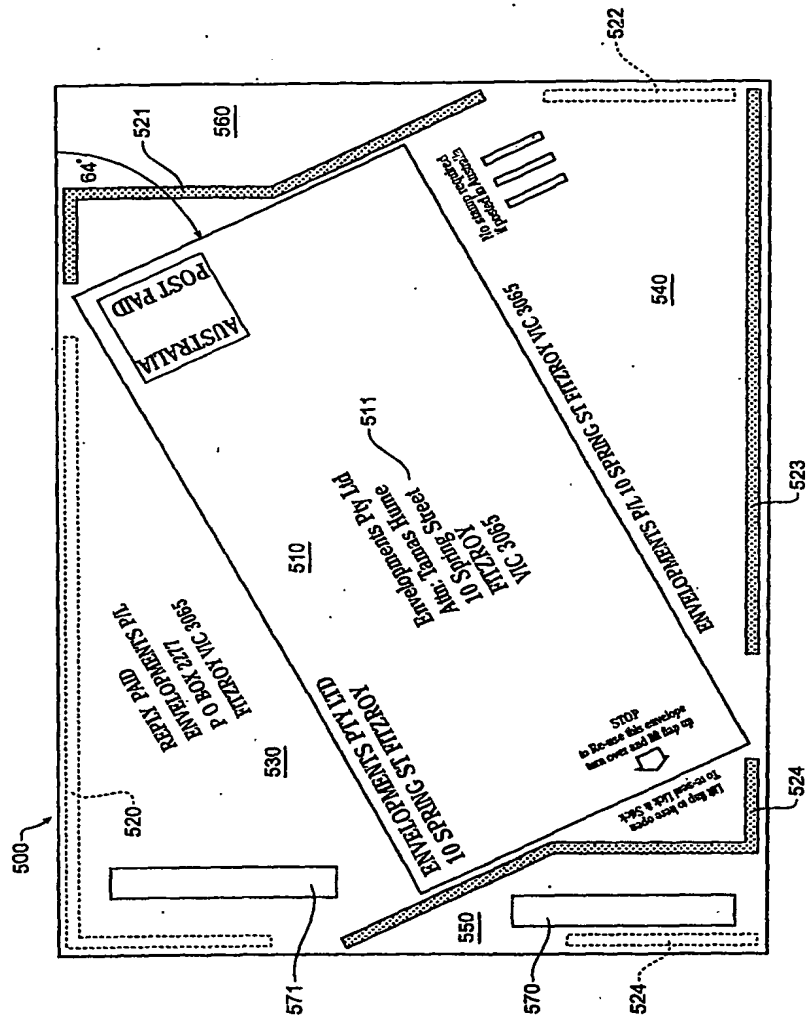 500
520
530
REPLY PAID
ENVELOPMENTS P/L
P O BOX 2277
FITZROY VIC 3065
64°
521
560
522
POST PAID
AUSTRALIA
510
511
ENVELOPMENTS PTY LTD
10 SPRING ST FITZROY
Envelopments Pty Ltd
Attn: Tamas Hume
10 Spring Street
FITZROY
VIC 3065
No stamp required
if posted in Australia
540
ENVELOPMENTS P/L 10 SPRING ST FITZROY VIC 3065
STOP
to Re-use this envelope
turn over and lift flap up
Lift flap to here open
To re-seal Lick & Stick
571
550
570
524
524
523